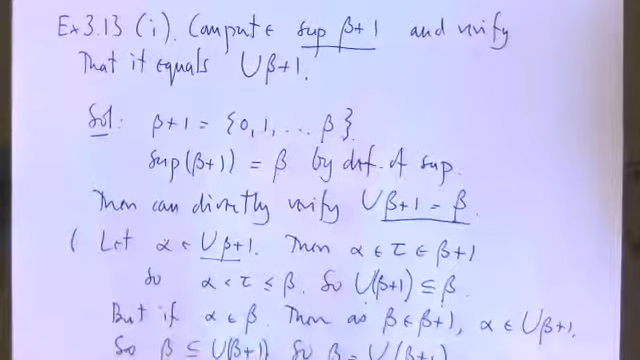 Ex 3.13 (i). Compute sup β+1 and verify
That it equals ∪β+1.
Sol: β+1 = {0, 1, ... β}.
sup(β+1) = β by def. of sup.
Then can directly verify ∪β+1 = β.
( Let α ∈ ∪β+1. Then α ∈ τ ∈ β+1
So α < τ ≤ β. So ∪(β+1) ⊆ β.
But if α ∈ β. Then as β ∈ β+1, α ∈ ∪β+1.
So β ⊆ ∪(β+1). So β = ∪(β+1)